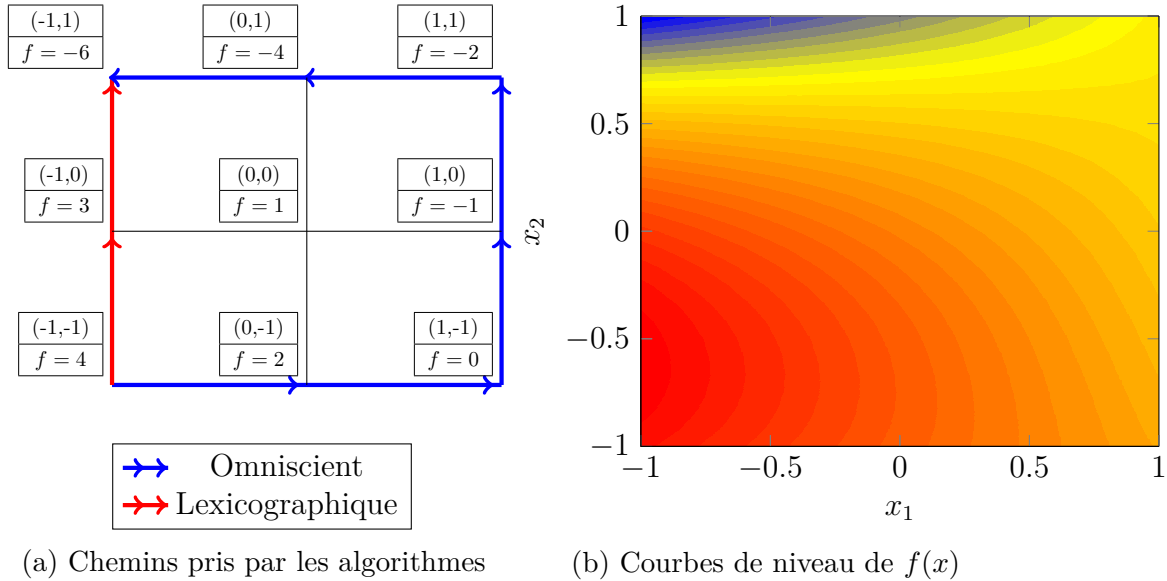 (-1,1)
f = −6
(0,1)
f = −4
(1,1)
f = −2
(-1,0)
f = 3
(0,0)
f = 1
(1,0)
f = −1
(-1,-1)
f = 4
(0,-1)
f = 2
(1,-1)
f = 0
Omniscient
Lexicographique
(a) Chemins pris par les algorithmes
x₂
1
0.5
0
−0.5
−1
−1
−0.5
0
0.5
1
x₁
(b) Courbes de niveau de f(x)